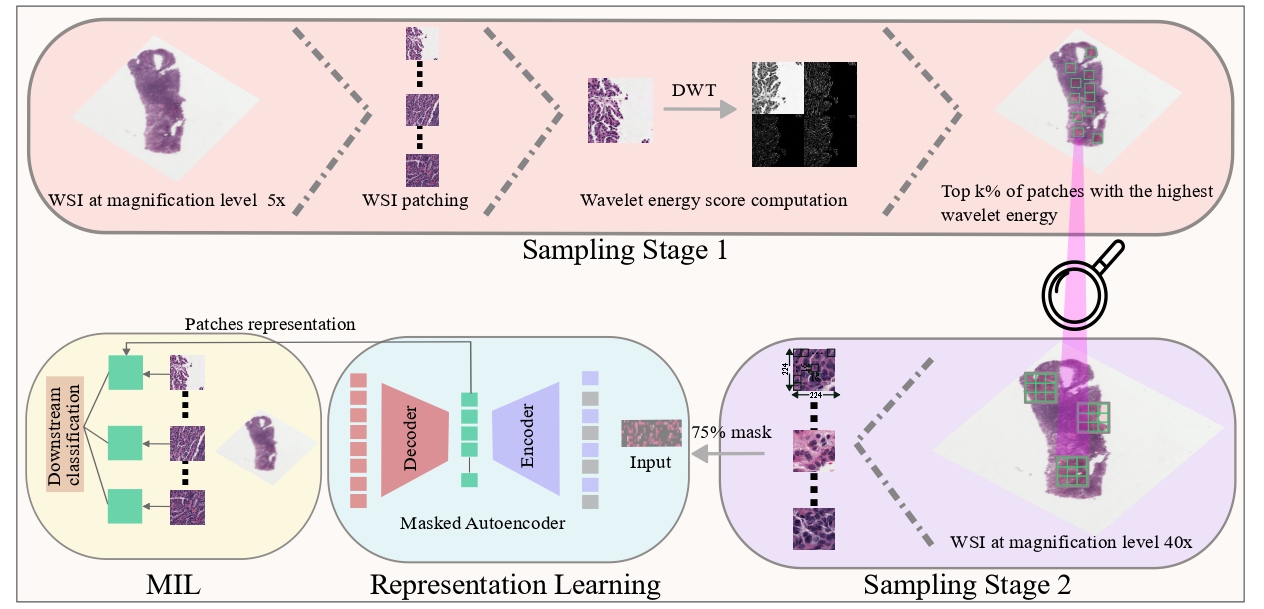 DWT
WSI at magnification level 5x
WSI patching
Wavelet energy score computation
Top k% of patches with the highest
wavelet energy
Sampling Stage 1
Patches representation
Downstream
classification
Decoder
Encoder
Input
75% mask
224
224
Masked Autoencoder
WSI at magnification level 40x
MIL
Representation Learning
Sampling Stage 2